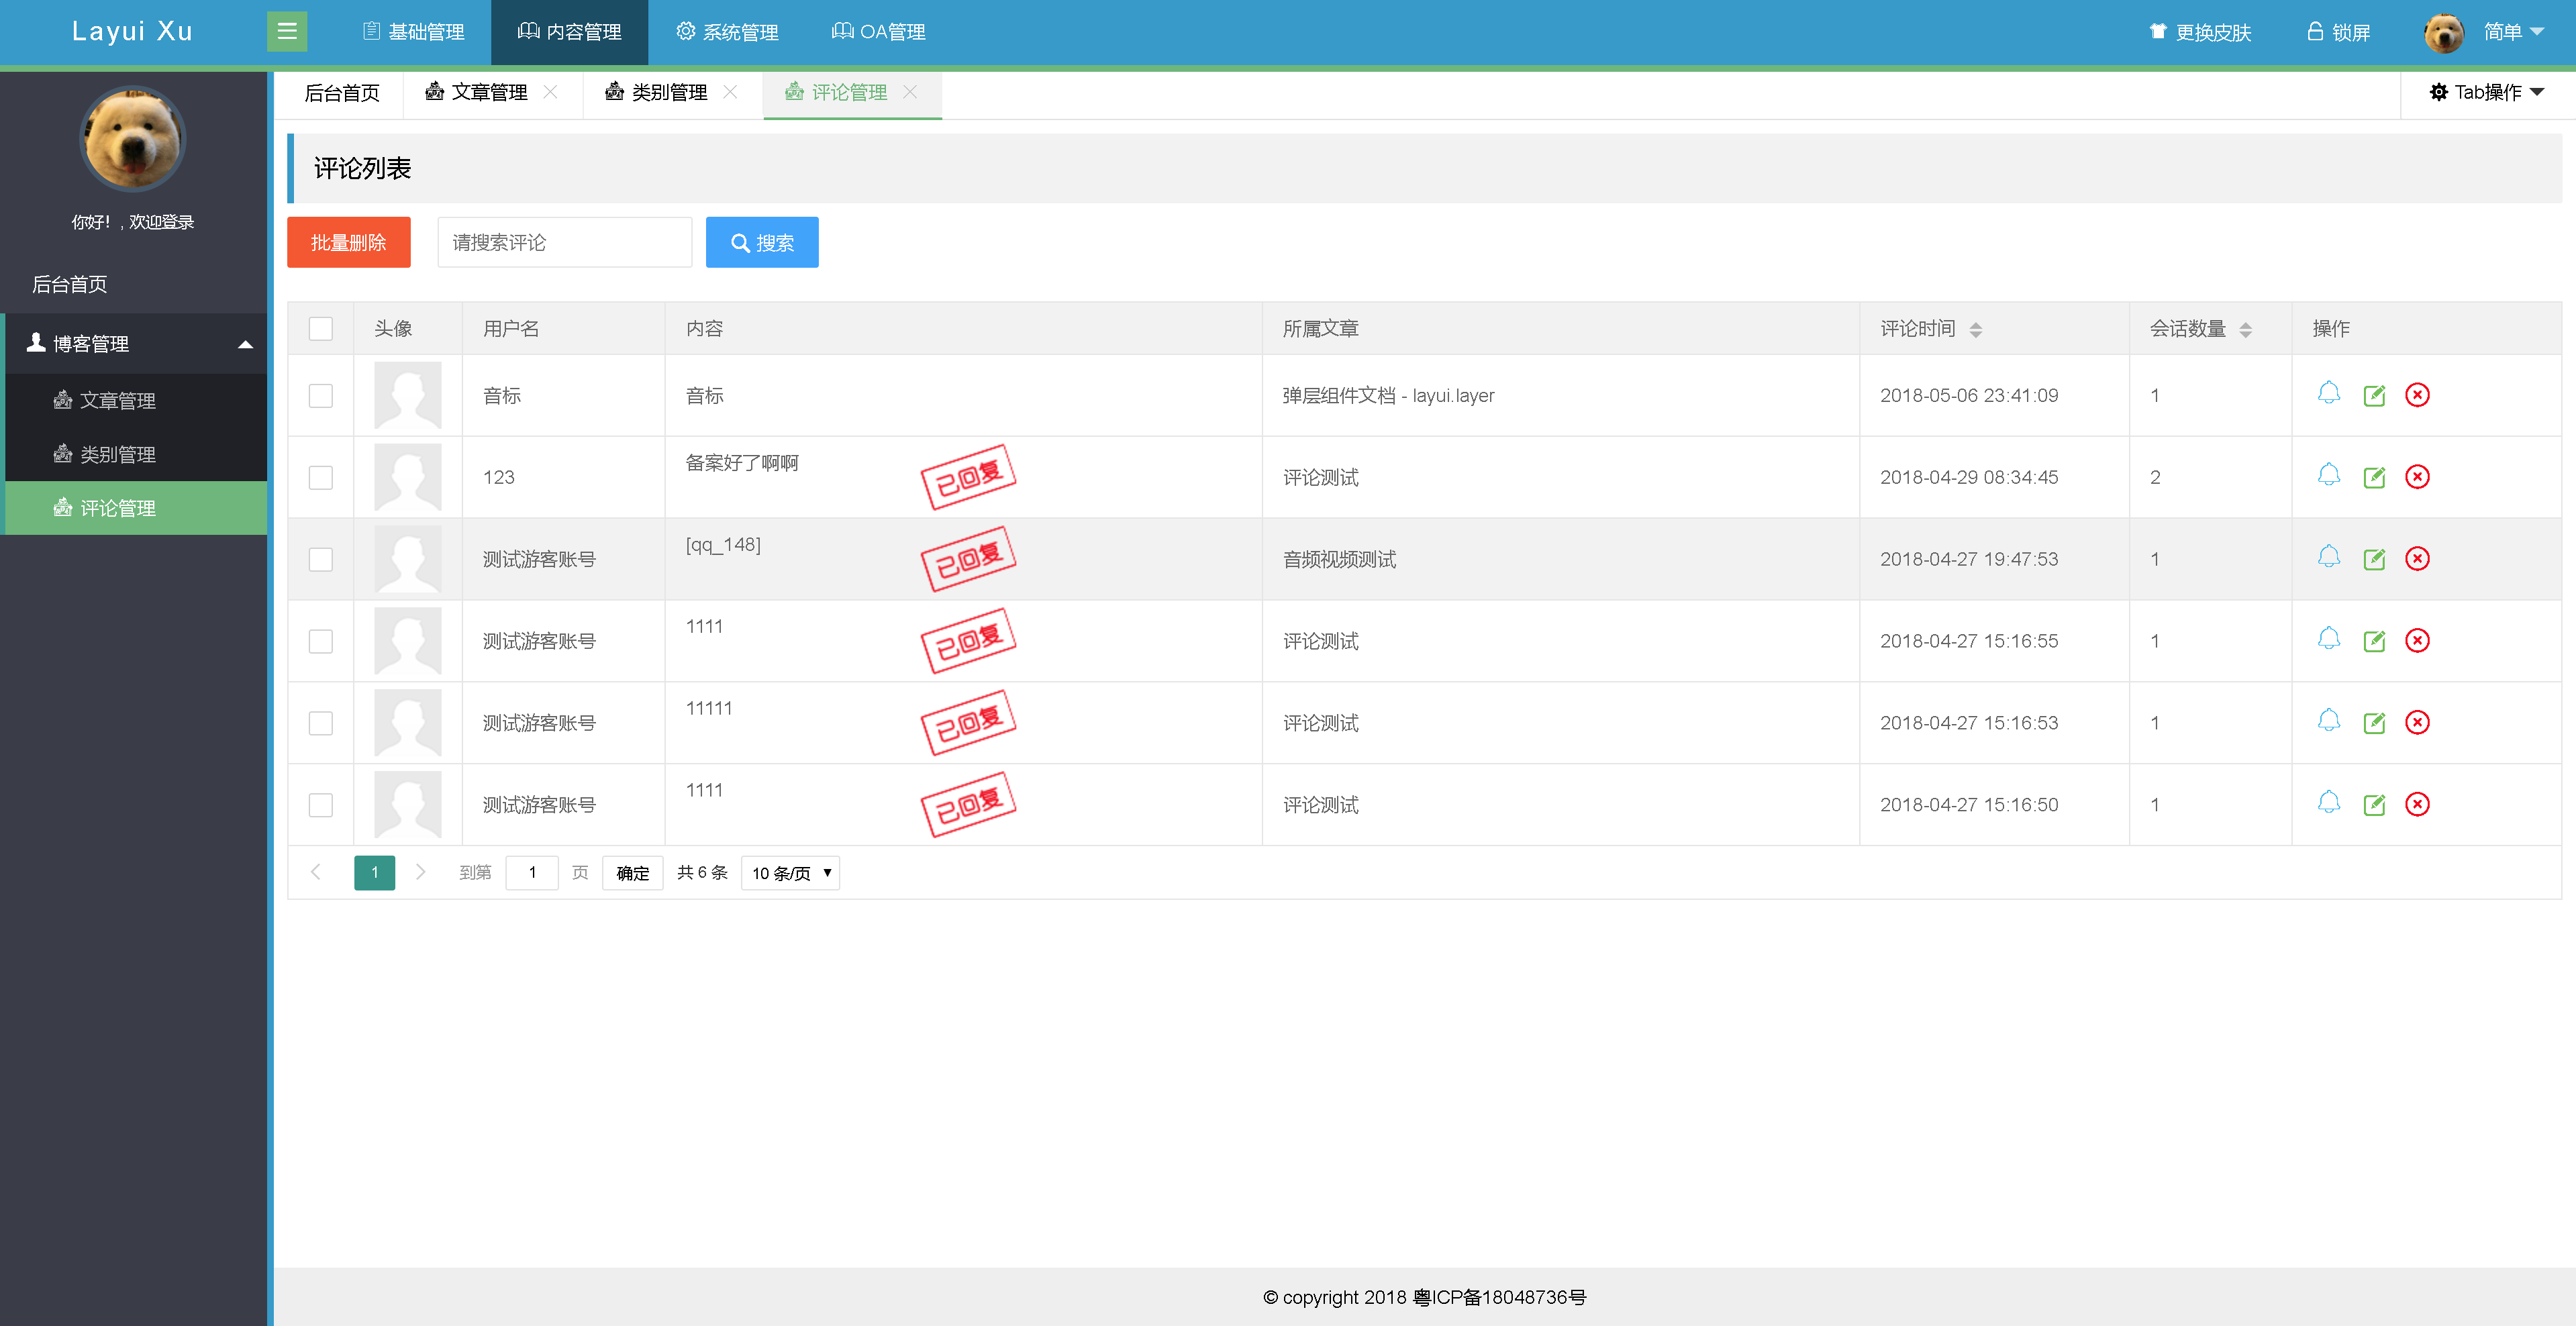 Layui Xu 基础管理 内容管理 系统管理 OA管理 更换皮肤 锁屏 简单
后台首页 文章管理 类别管理 评论管理 Tab操作
你好！, 欢迎登录
后台首页
博客管理
文章管理
类别管理
评论管理
评论列表
批量删除 请搜索评论 搜索
头像 用户名 内容 所属文章 评论时间 会话数量 操作
音标 音标 弹层组件文档 - layui.layer 2018-05-06 23:41:09 1
123 备案好了啊啊 已回复 评论测试 2018-04-29 08:34:45 2
测试游客账号 [qq_148] 已回复 音频视频测试 2018-04-27 19:47:53 1
测试游客账号 1111 已回复 评论测试 2018-04-27 15:16:55 1
测试游客账号 11111 已回复 评论测试 2018-04-27 15:16:53 1
测试游客账号 1111 已回复 评论测试 2018-04-27 15:16:50 1
1 到第 1 页 确定 共 6 条 10 条/页
© copyright 2018 粤ICP备18048736号